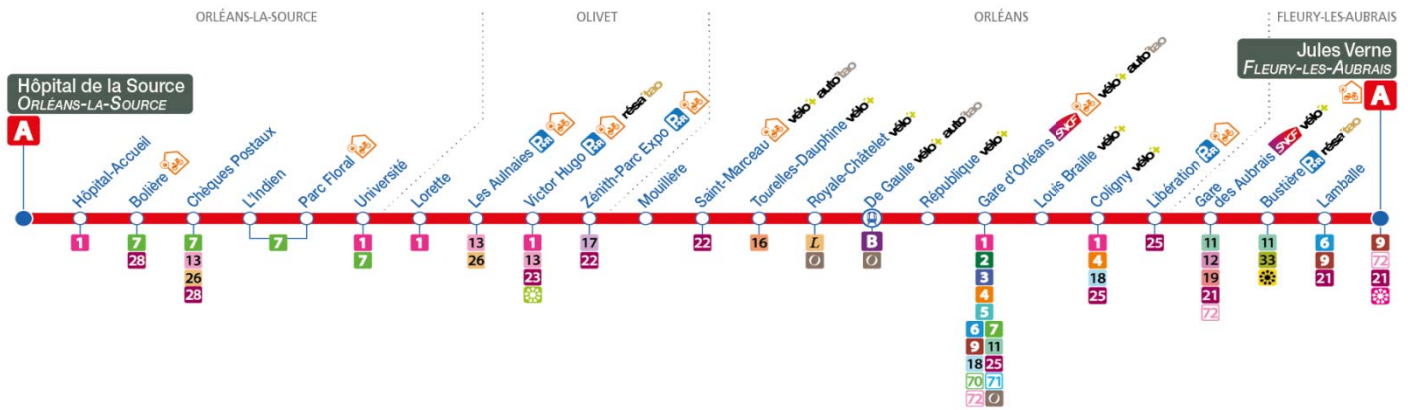 ORLÉANS-LA-SOURCE
OLIVET
ORLÉANS
FLEURY-LES-AUBRAIS
Hôpital de la Source
ORLÉANS-LA-SOURCE
A
Jules Verne
FLEURY-LES-AUBRAIS
A
Hôpital-Accueil
Bolière
Chèques Postaux
L'Indien
Parc Floral
Université
Lorette
Les Aulnaies P+R
Victor Hugo P+R résa'tao
Zénith-Parc Expo P+R
Mouillère
Saint-Marceau vélo+ auto'tao
Tourelles-Dauphine vélo+
Royale-Châtelet vélo+
De Gaulle vélo+ auto'tao
République vélo+
Gare d'Orléans SNCF vélo+ auto'tao
Louis Braille vélo+
Coligny vélo+
Libération P+R
Gare
des Aubrais SNCF vélo+
Bustière P+R résa'tao
Lamballe
1
7
28
7
13
26
28
7
1
7
1
13
26
1
13
23
17
22
22
16
L
O
B
O
1
2
3
4
5
6 7
9 11
18 25
70 71
72 O
1
4
18
25
25
11
12
19
21
72
11
33
6
9
21
9
72
21